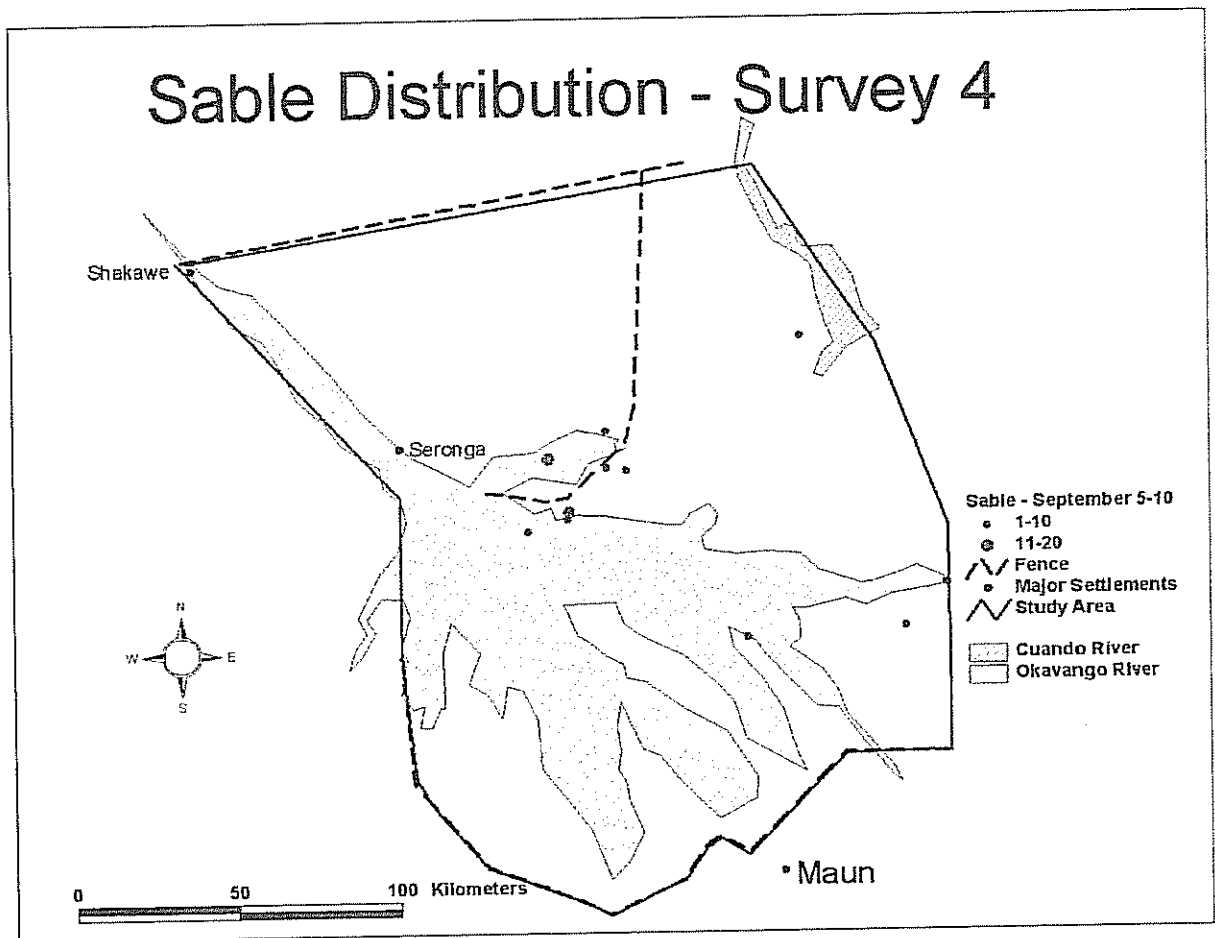 Sable Distribution - Survey 4
Shakawe
Seronga
Sable - September 5-10
1-10
11-20
Fence
Major Settlements
Study Area
Cuando River
Okavango River
N
W E
S
Maun
0 50 100 Kilometers